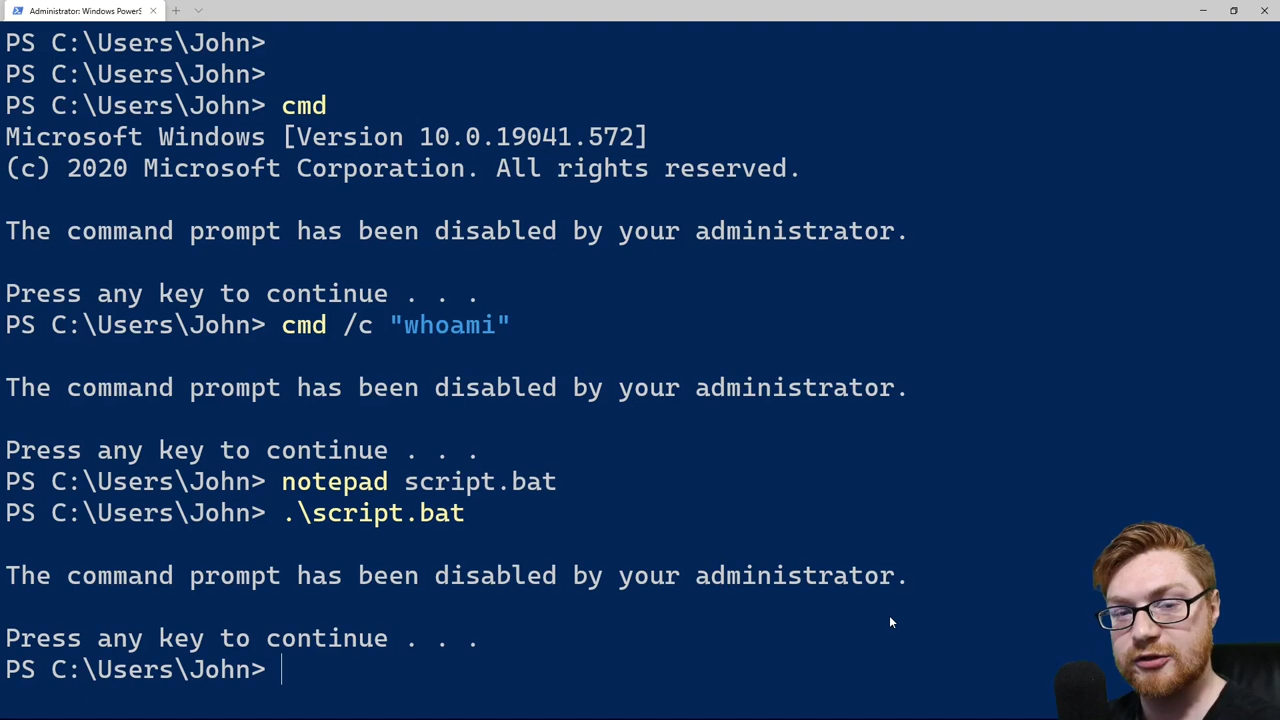 Administrator: Windows PowerS
PS C:\Users\John>
PS C:\Users\John>
PS C:\Users\John> cmd
Microsoft Windows [Version 10.0.19041.572]
(c) 2020 Microsoft Corporation. All rights reserved.
The command prompt has been disabled by your administrator.
Press any key to continue . . .
PS C:\Users\John> cmd /c "whoami"
The command prompt has been disabled by your administrator.
Press any key to continue . . .
PS C:\Users\John> notepad script.bat
PS C:\Users\John> .\script.bat
The command prompt has been disabled by your administrator.
Press any key to continue . . .
PS C:\Users\John>